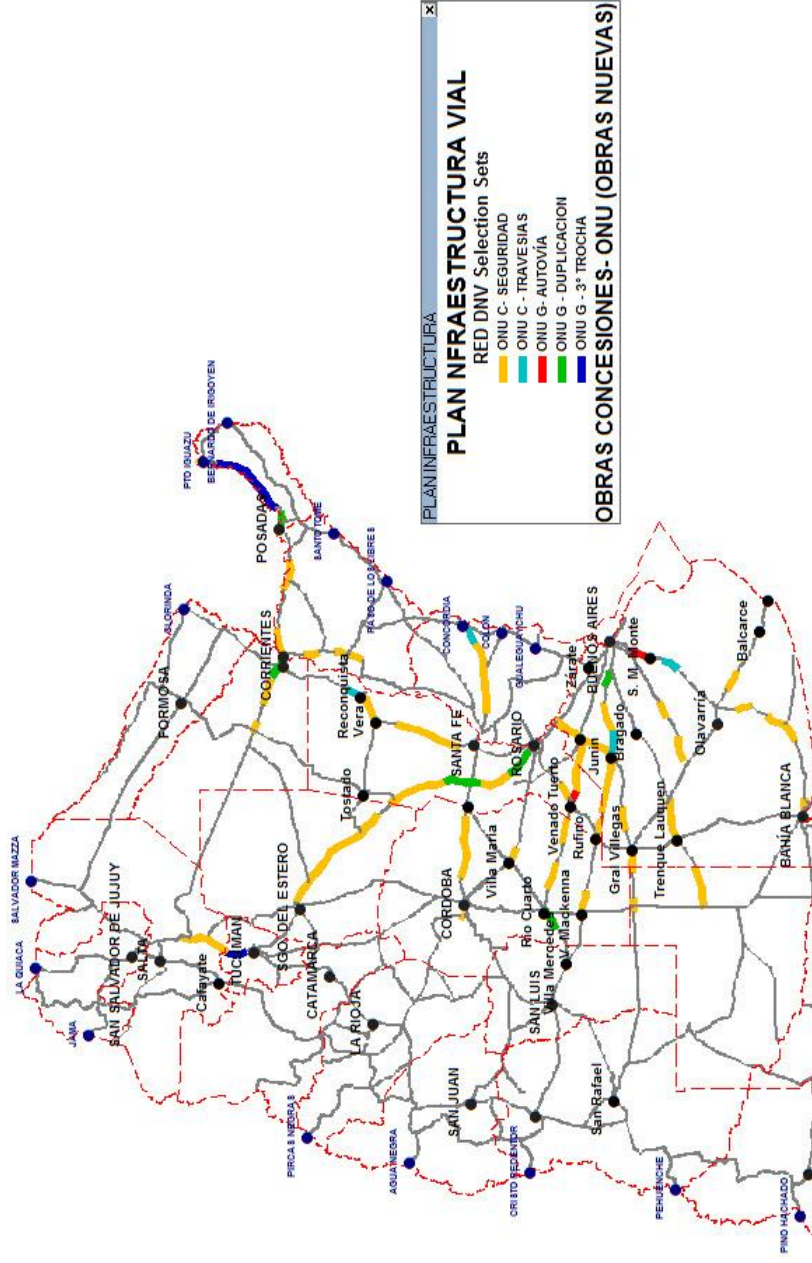 PLAN INFRAESTRUCTURA
PLAN NFRAESTRUCTURA VIAL
RED DNV Selection Sets
ONU C- SEGURIDAD
ONU C - TRAVESIAS
ONU G- AUTOVÍA
ONU G - DUPLICACION
ONU G - 3° TROCHA
OBRAS CONCESIONES- ONU (OBRAS NUEVAS)
SALVADOR MAZZA
LA QUIACA
JAMA
SAN SALVADOR DE JUJUY
SALTA
Cafayate
TUCUMAN
SGO. DEL ESTERO
CATAMARCA
LA RIOJA
PIRCAS NEGRAS
AGUA NEGRA
SAN JUAN
CRISTO REDENTOR
SAN LUIS
Villa Mercedes
V. Mackenna
Rio Cuarto
San Rafael
PEHUENCHE
PINO HACHADO
FORMOSA
CLORINDA
PTO IGUAZU
BERNARDO DE IRIGOYEN
POSADAS
SANTO TOME
PASO DE LOS LIBRES
CORRIENTES
Reconquista
Vera
Tostado
CONCORDIA
COLON
GUALEGUAYCHU
SANTA FE
ROSARIO
CORDOBA
Villa María
Venado Tuerto
Rufino
Zárate
BUENOS AIRES
Junin
Bragado
S. M. Monte
Gral Villegas
Trenque Lauquen
Olavarría
Balcarce
BAHÍA BLANCA